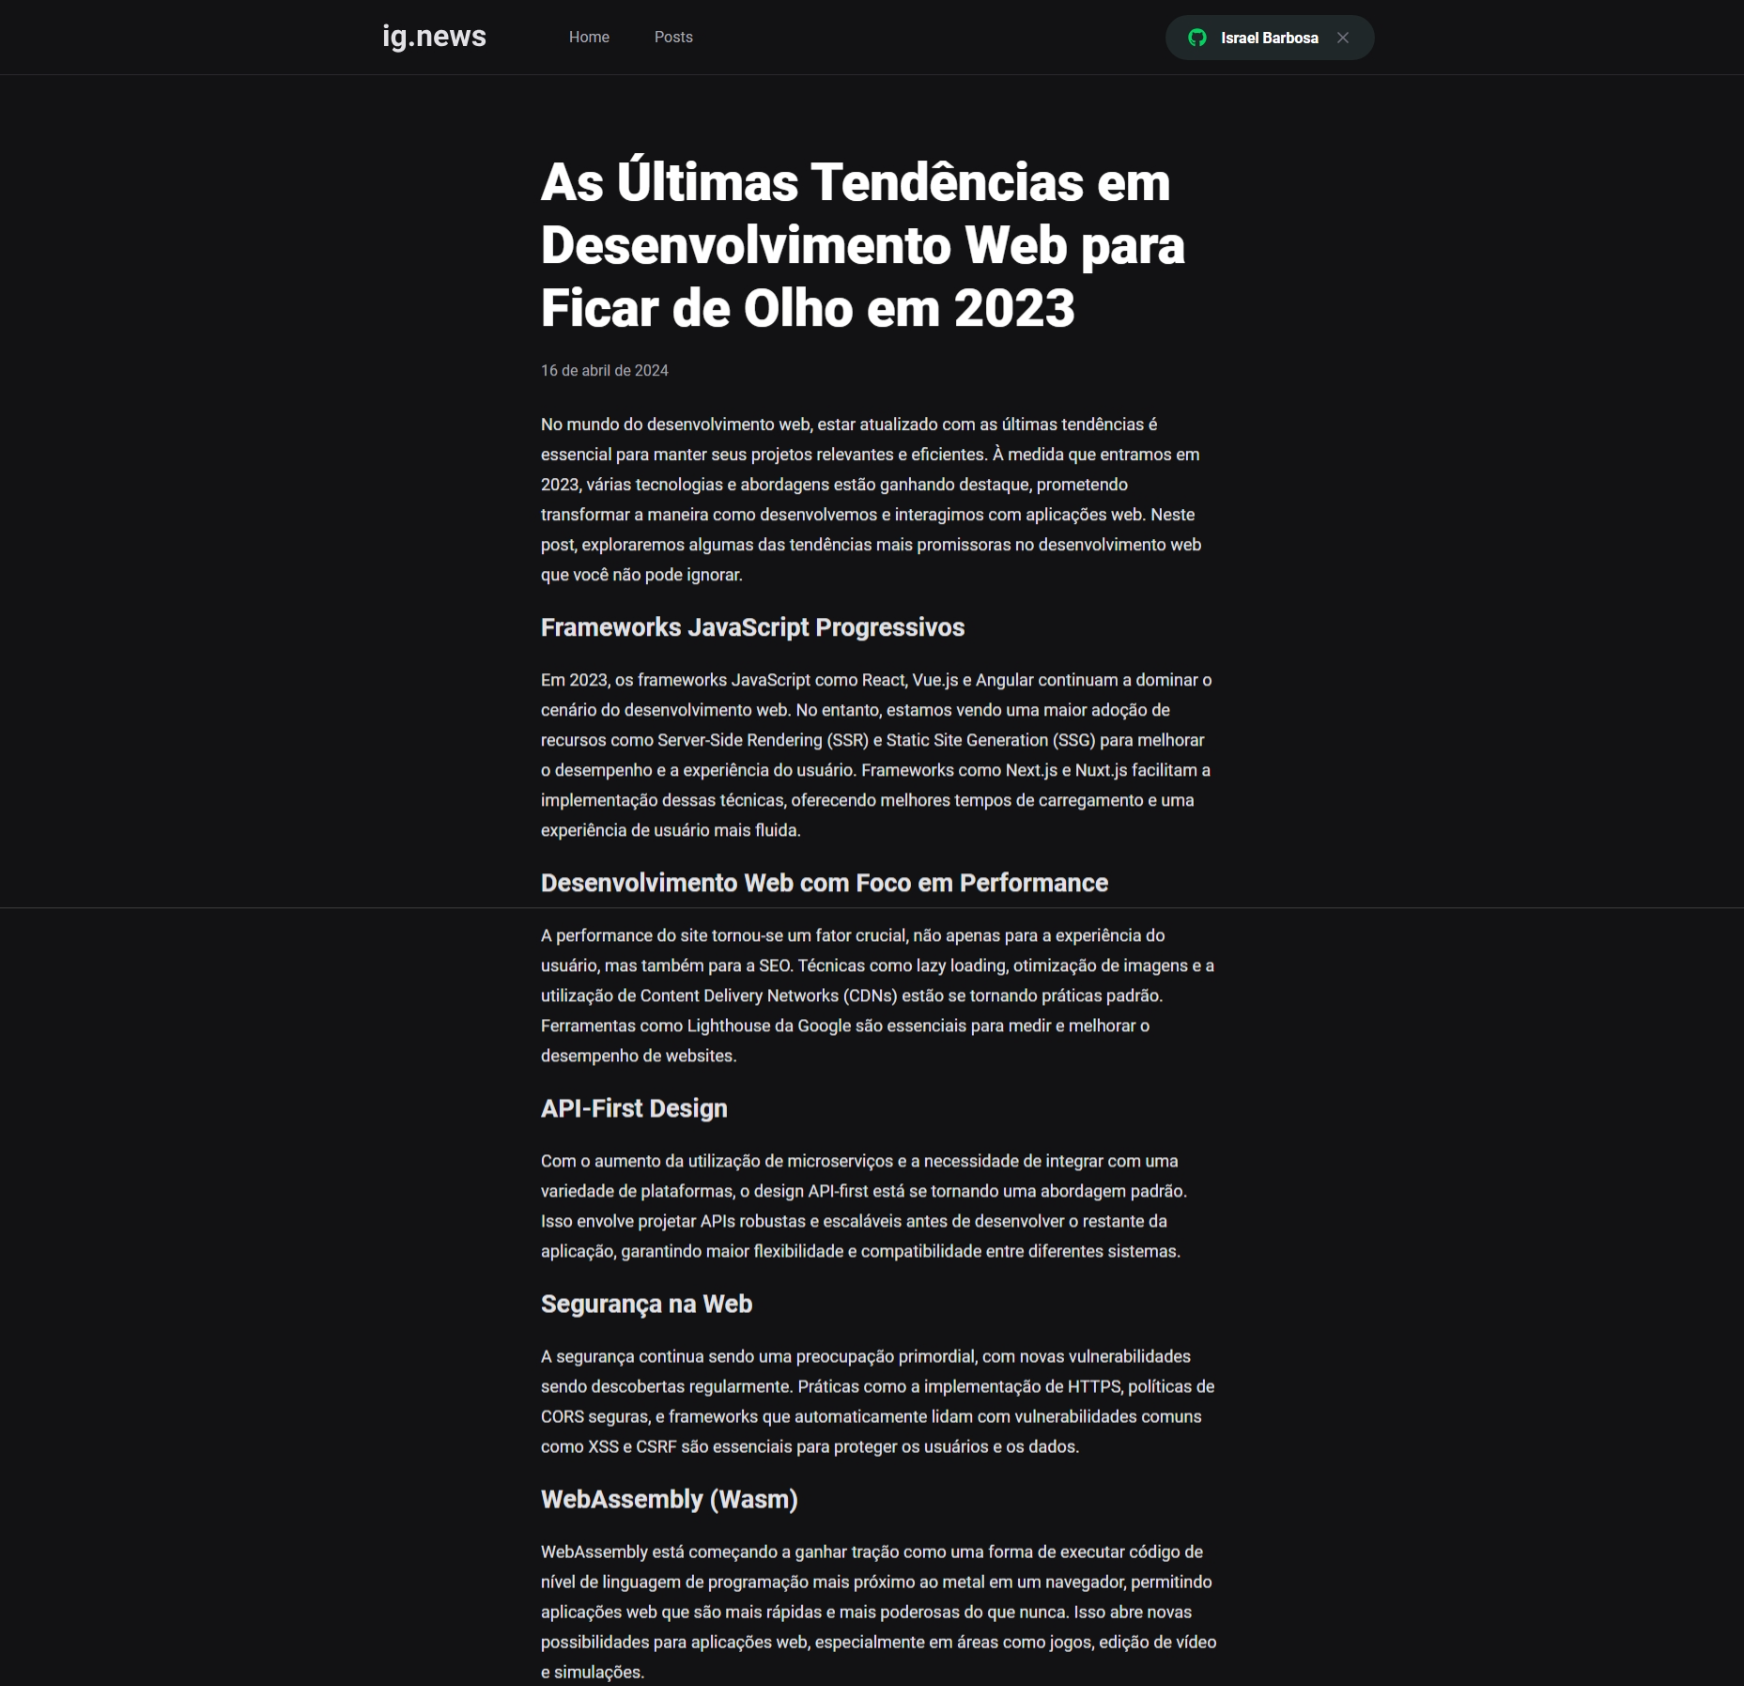 ig.news
Home
Posts
Israel Barbosa
As Últimas Tendências em
Desenvolvimento Web para
Ficar de Olho em 2023
16 de abril de 2024
No mundo do desenvolvimento web, estar atualizado com as últimas tendências é
essencial para manter seus projetos relevantes e eficientes. À medida que entramos em
2023, várias tecnologias e abordagens estão ganhando destaque, prometendo
transformar a maneira como desenvolvemos e interagimos com aplicações web. Neste
post, exploraremos algumas das tendências mais promissoras no desenvolvimento web
que você não pode ignorar.
Frameworks JavaScript Progressivos
Em 2023, os frameworks JavaScript como React, Vue.js e Angular continuam a dominar o
cenário do desenvolvimento web. No entanto, estamos vendo uma maior adoção de
recursos como Server-Side Rendering (SSR) e Static Site Generation (SSG) para melhorar
o desempenho e a experiência do usuário. Frameworks como Next.js e Nuxt.js facilitam a
implementação dessas técnicas, oferecendo melhores tempos de carregamento e uma
experiência de usuário mais fluida.
Desenvolvimento Web com Foco em Performance
A performance do site tornou-se um fator crucial, não apenas para a experiência do
usuário, mas também para a SEO. Técnicas como lazy loading, otimização de imagens e a
utilização de Content Delivery Networks (CDNs) estão se tornando práticas padrão.
Ferramentas como Lighthouse da Google são essenciais para medir e melhorar o
desempenho de websites.
API-First Design
Com o aumento da utilização de microserviços e a necessidade de integrar com uma
variedade de plataformas, o design API-first está se tornando uma abordagem padrão.
Isso envolve projetar APIs robustas e escaláveis antes de desenvolver o restante da
aplicação, garantindo maior flexibilidade e compatibilidade entre diferentes sistemas.
Segurança na Web
A segurança continua sendo uma preocupação primordial, com novas vulnerabilidades
sendo descobertas regularmente. Práticas como a implementação de HTTPS, políticas de
CORS seguras, e frameworks que automaticamente lidam com vulnerabilidades comuns
como XSS e CSRF são essenciais para proteger os usuários e os dados.
WebAssembly (Wasm)
WebAssembly está começando a ganhar tração como uma forma de executar código de
nível de linguagem de programação mais próximo ao metal em um navegador, permitindo
aplicações web que são mais rápidas e mais poderosas do que nunca. Isso abre novas
possibilidades para aplicações web, especialmente em áreas como jogos, edição de vídeo
e simulações.